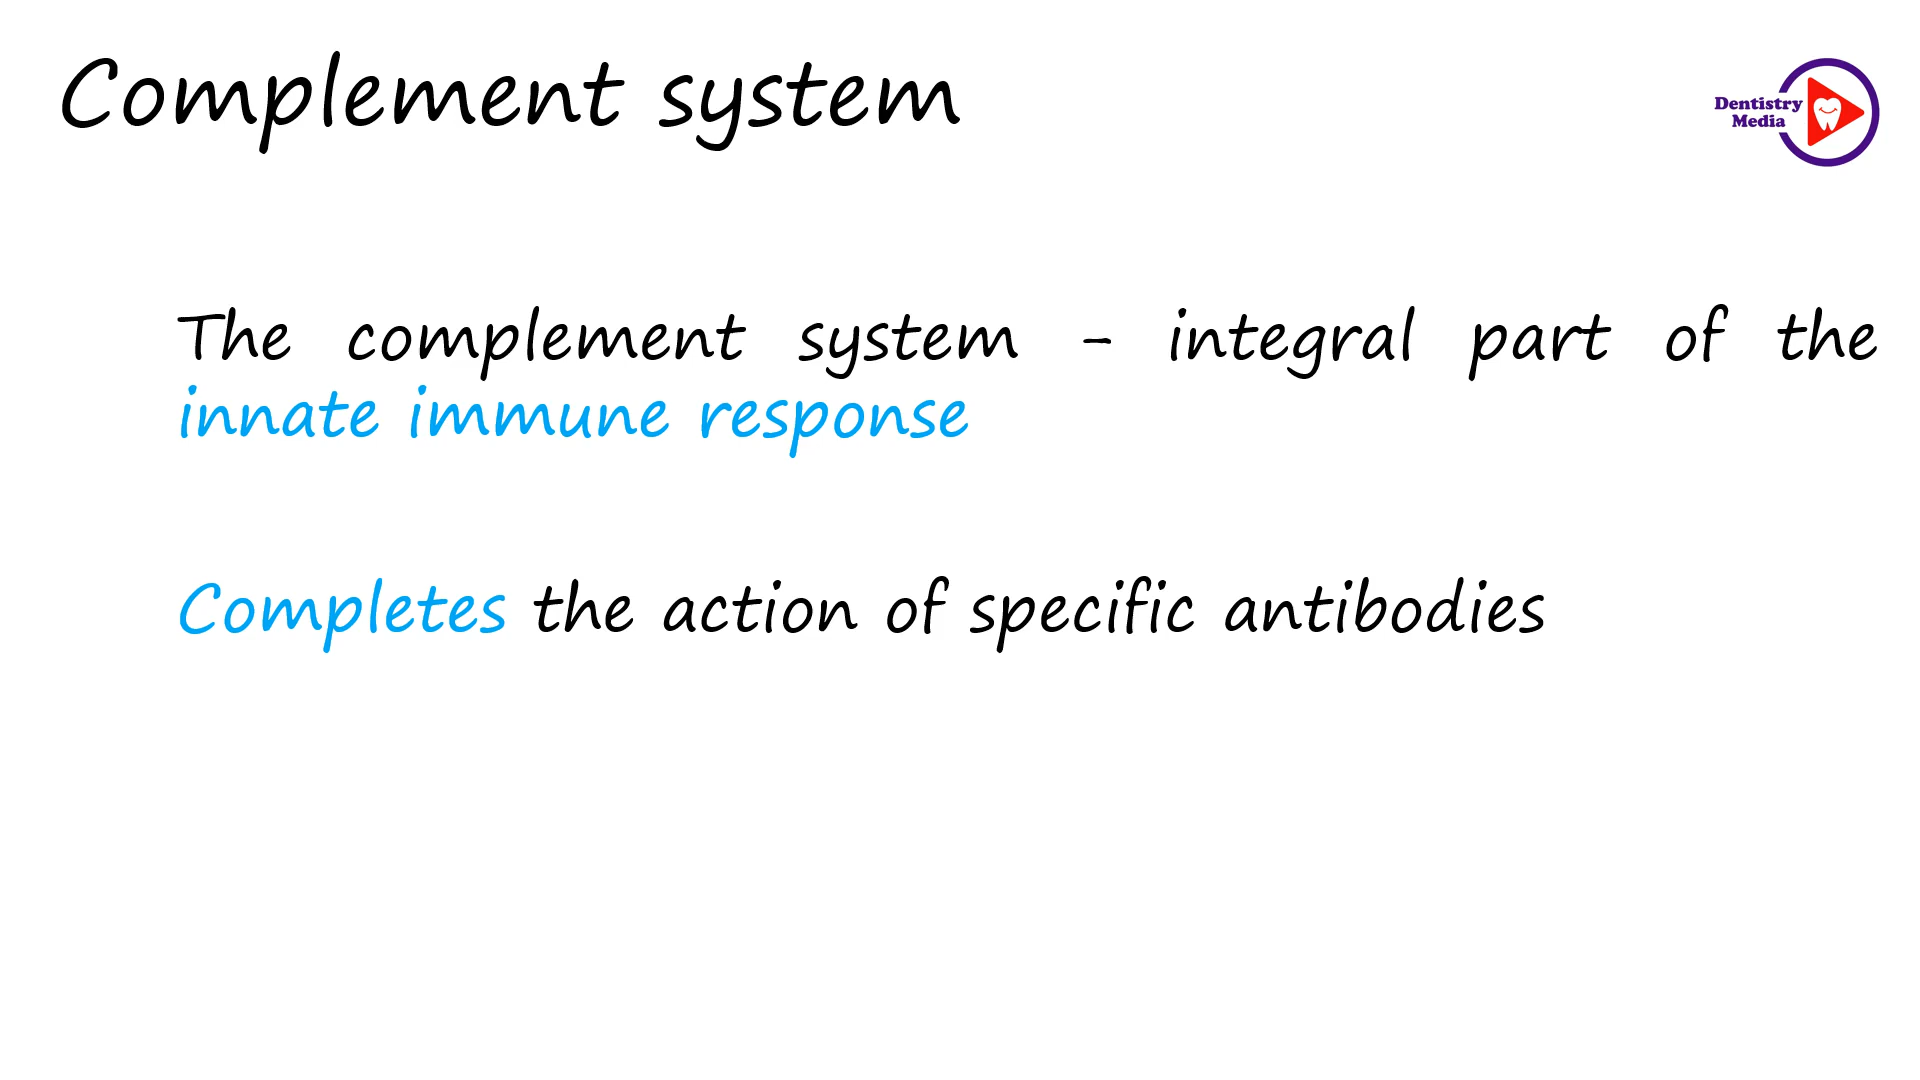 Complement system
Dentistry
Media
The complement system - integral part of the
innate immune response
Completes the action of specific antibodies